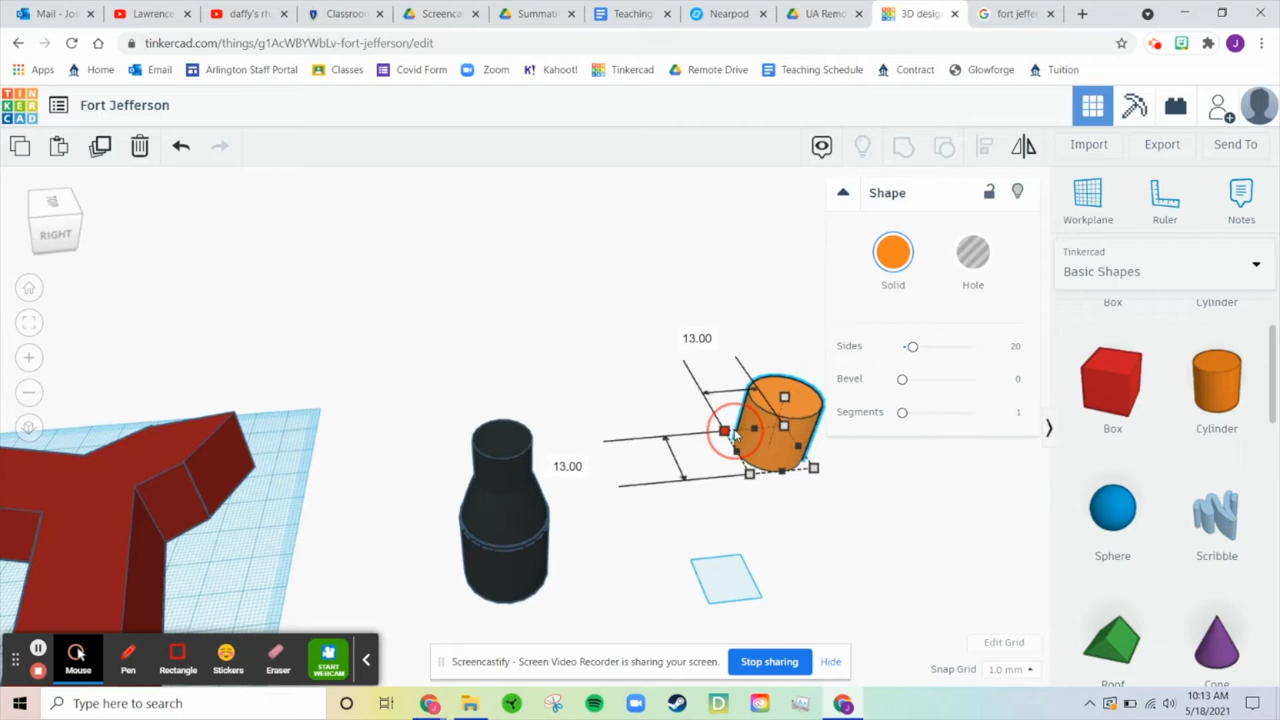 Mail - Jos
Lawrence
daffy's rh
Classroo
Screenca
Summati
Teaching
Nearpod
UA Remo
3D desig
fort jeffe
tinkercad.com/things/g1AcWBYWbLv-fort-jefferson/edit
J
Apps
Home
Email
Arlington Staff Portal
Classes
Covid Form
Zoom
K!
Kahoot!
Tinkercad
Remote Drive
Teaching Schedule
Contract
Glowforge
Tuition
TIN
KER
CAD
Fort Jefferson
Import
Export
Send To
RIGHT
Shape
Solid
Hole
Sides
20
Bevel
0
Segments
1
Workplane
Ruler
Notes
Tinkercad
Basic Shapes
Box
Cylinder
Box
Cylinder
Sphere
Scribble
Roof
Cone
13.00
13.00
Edit Grid
Snap Grid
1.0 mm
Mouse
Pen
Rectangle
Stickers
Eraser
START
WEBCAM
Screencastify - Screen Video Recorder is sharing your screen.
Stop sharing
Hide
Type here to search
10:13 AM
5/18/2021